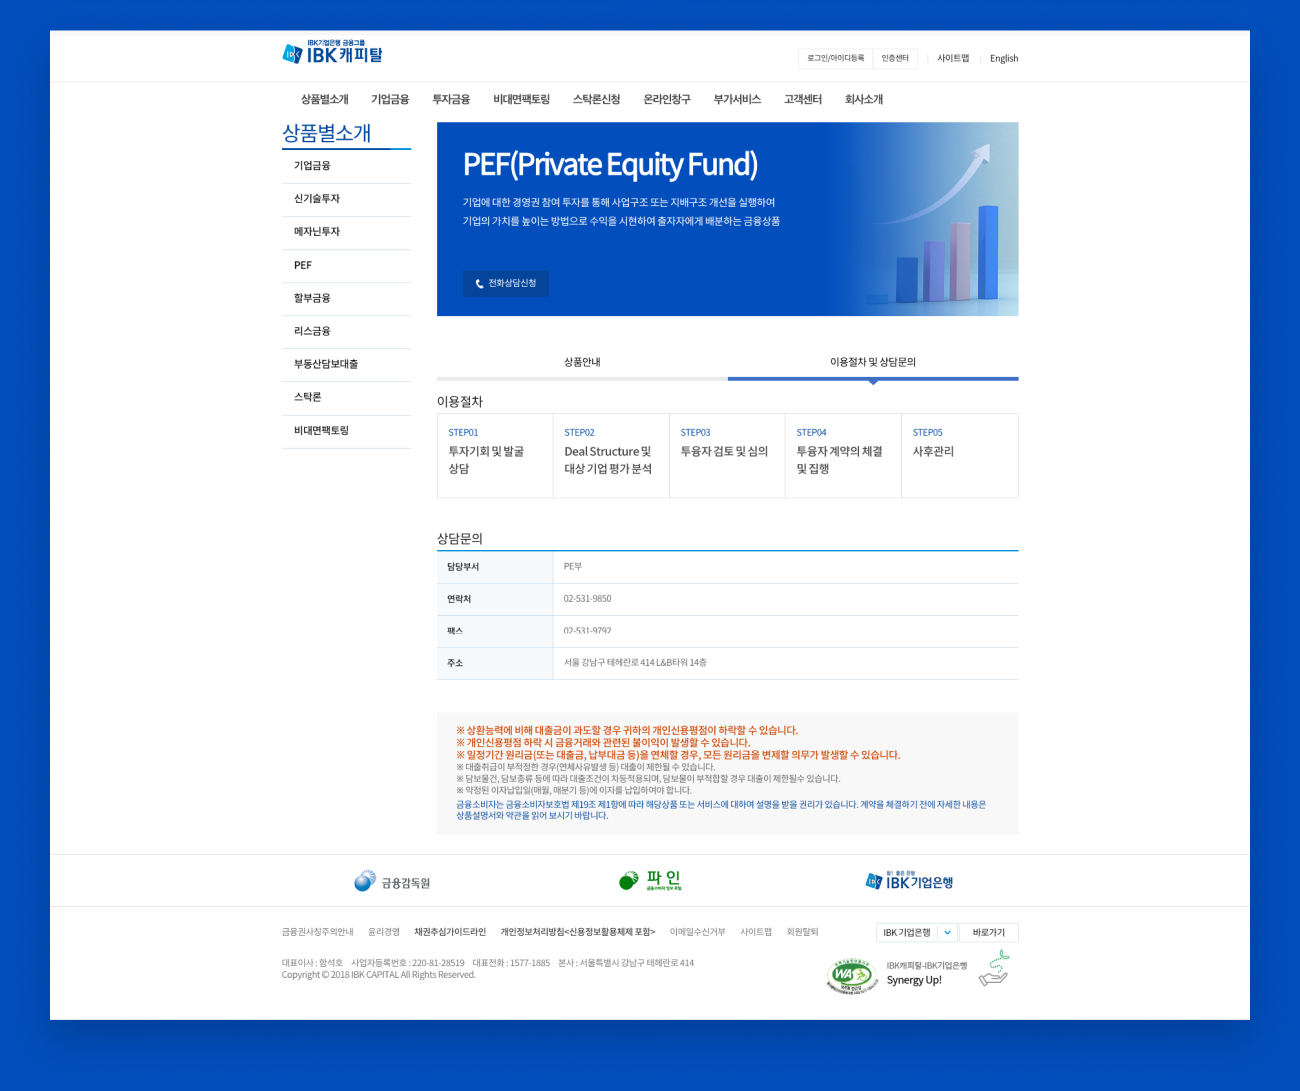 IBK기업은행 금융그룹
IBK캐피탈
로그인/아이디등록 인증센터 사이트맵 English
상품별소개 기업금융 투자금융 비대면팩토링 스탁론신청 온라인창구 부가서비스 고객센터 회사소개
상품별소개
기업금융
신기술투자
메자닌투자
PEF
할부금융
리스금융
부동산담보대출
스탁론
비대면팩토링
PEF(Private Equity Fund)
기업에 대한 경영권 참여 투자를 통해 사업구조 또는 지배구조 개선을 실행하여
기업의 가치를 높이는 방법으로 수익을 시현하여 출자자에게 배분하는 금융상품
전화상담신청
상품안내 이용절차 및 상담문의
이용절차
STEP01
투자기회 및 발굴
상담
STEP02
Deal Structure 및
대상 기업 평가 분석
STEP03
투융자 검토 및 심의
STEP04
투융자 계약의 체결
및 집행
STEP05
사후관리
상담문의
담당부서 PE부
연락처 02-531-9850
팩스 02-531-9792
주소 서울 강남구 테헤란로 414 L&B타워 14층
※ 상환능력에 비해 대출금이 과도할 경우 귀하의 개인신용평점이 하락할 수 있습니다.
※ 개인신용평점 하락 시 금융거래와 관련된 불이익이 발생할 수 있습니다.
※ 일정기간 원리금(또는 대출금, 납부대금 등)을 연체할 경우, 모든 원리금을 변제할 의무가 발생할 수 있습니다.
※ 대출취급이 부적정한 경우(연체사유발생 등) 대출이 제한될 수 있습니다.
※ 담보물건, 담보종류 등에 따라 대출조건이 차등적용되며, 담보물이 부적합할 경우 대출이 제한될수 있습니다.
※ 약정된 이자납입일(매월, 매분기 등)에 이자를 납입하여야 합니다.
금융소비자는 금융소비자보호법 제19조 제1항에 따라 해당상품 또는 서비스에 대하여 설명을 받을 권리가 있습니다. 계약을 체결하기 전에 자세한 내용은
상품설명서와 약관을 읽어 보시기 바랍니다.
금융감독원
파인
금융소비자 정보 포털
참! 좋은 은행
IBK기업은행
금융권사칭주의안내 윤리경영 채권추심가이드라인 개인정보처리방침<신용정보활용체제 포함> 이메일수신거부 사이트맵 회원탈퇴
IBK 기업은행 바로가기
대표이사 : 함석호 사업자등록번호 : 220-81-28519 대표전화 : 1577-1885 본사 : 서울특별시 강남구 테헤란로 414
Copyright © 2018 IBK CAPITAL All Rights Reserved.
WA
IBK캐피탈-IBK기업은행
Synergy Up!